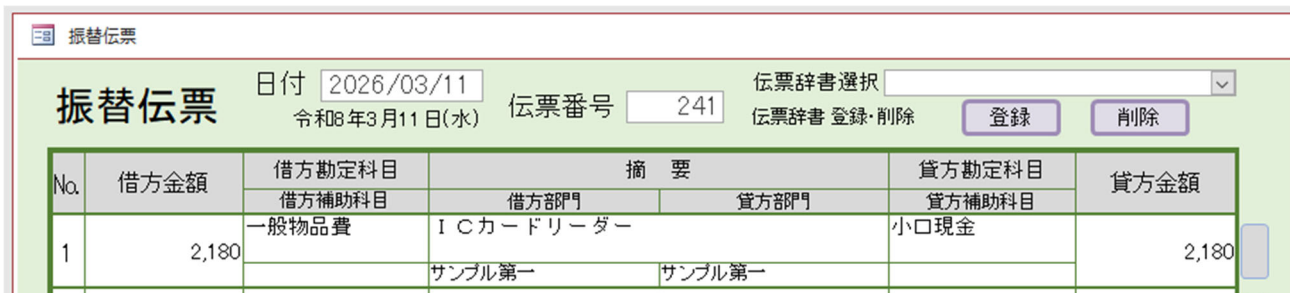 振替伝票
振替伝票 日付 2026/03/11 伝票番号 241 伝票辞書選択
令和8年3月11日(水) 伝票辞書 登録・削除 登録 削除
No. 借方金額 借方勘定科目 摘　要 貸方勘定科目 貸方金額
借方補助科目 借方部門 貸方部門 貸方補助科目
1 2,180 一般物品費 ＩＣカードリーダー 小口現金 2,180
サンプル第一 サンプル第一